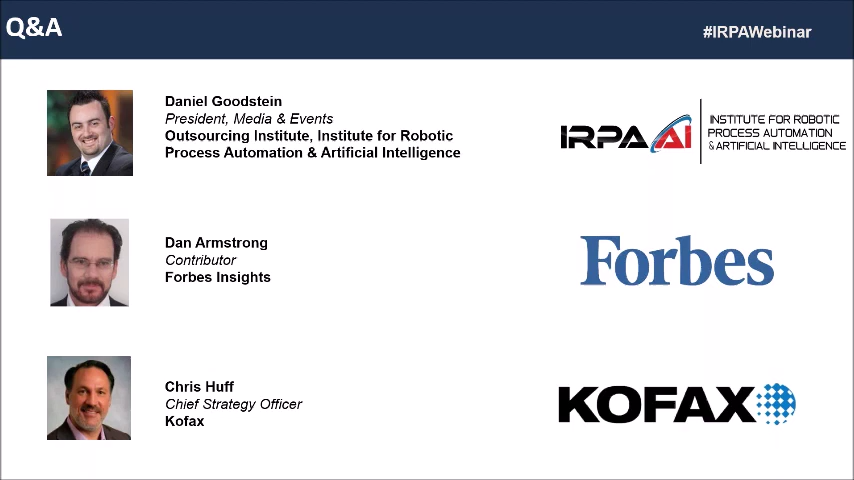 Q&A
#IRPAWebinar
Daniel Goodstein
President, Media & Events
Outsourcing Institute, Institute for Robotic
Process Automation & Artificial Intelligence
IRPA AI
INSTITUTE FOR ROBOTIC
PROCESS AUTOMATION
& ARTIFICIAL INTELLIGENCE
Dan Armstrong
Contributor
Forbes Insights
Forbes
Chris Huff
Chief Strategy Officer
Kofax
KOFAX